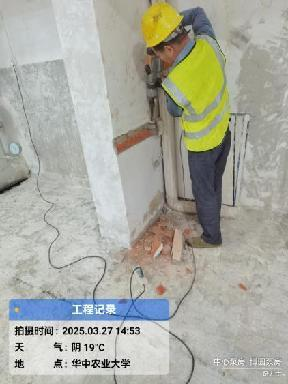 工程记录
拍摄时间：2025.03.27 14:53
天　　气：阴 19℃
地　　点：华中农业大学